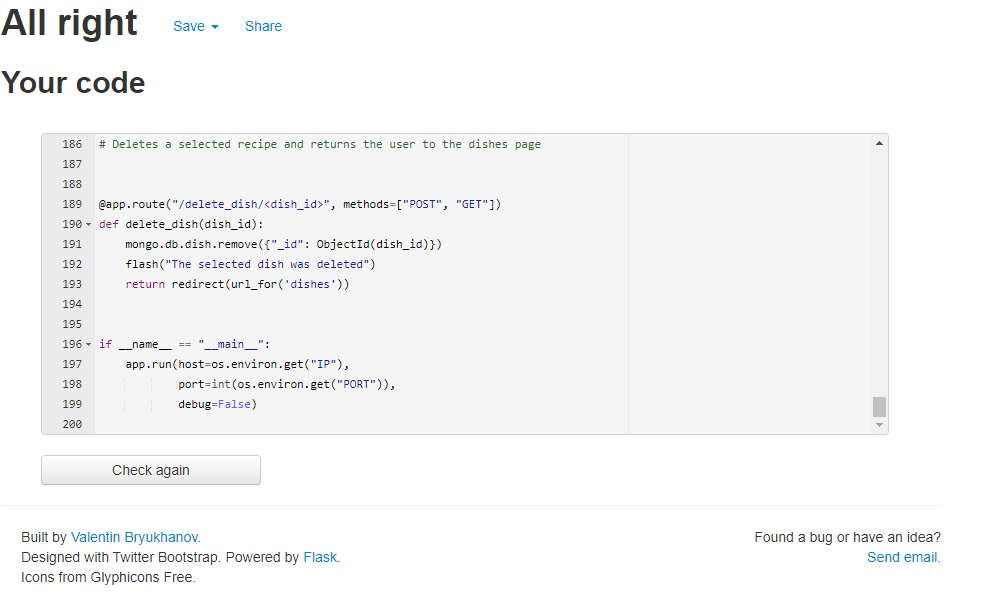 All right Save Share
Your code
186 # Deletes a selected recipe and returns the user to the dishes page
187
188
189 @app.route("/delete_dish/<dish_id>", methods=["POST", "GET"])
190 def delete_dish(dish_id):
191 mongo.db.dish.remove({"_id": ObjectId(dish_id)})
192 flash("The selected dish was deleted")
193 return redirect(url_for('dishes'))
194
195
196 if __name__ == "__main__":
197 app.run(host=os.environ.get("IP"),
198 port=int(os.environ.get("PORT")),
199 debug=False)
200
Check again
Built by Valentin Bryukhanov.
Designed with Twitter Bootstrap. Powered by Flask.
Icons from Glyphicons Free.
Found a bug or have an idea?
Send email.